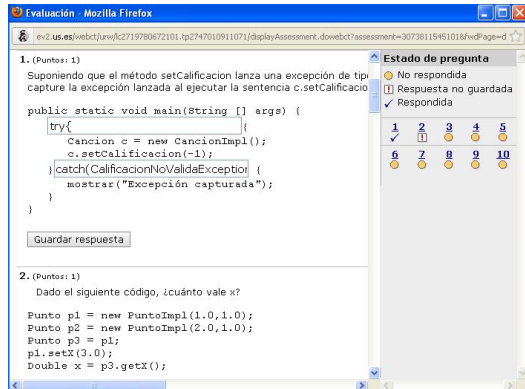 Evaluación - Mozilla Firefox
ev2.us.es/webct/urw/lc2719780672101.tp2747010911071/displayAssessment.dowebct?assessment=3073811545101&fwdPage=d
1. (Puntos: 1)
Suponiendo que el método setCalificacion lanza una excepción de tip
capture la excepción lanzada al ejecutar la sentencia c.setCalificacio
public static void main(String [] args) {
try{ {
Cancion c = new CancionImpl();
c.setCalificacion(-1);
} catch(CalificacionNoValidaException {
mostrar("Excepción capturada");
}
}
Guardar respuesta
2. (Puntos: 1)
Dado el siguiente código, ¿cuánto vale x?
Punto p1 = new PuntoImpl(1.0,1.0);
Punto p2 = new PuntoImpl(2.0,1.0);
Punto p3 = p1;
p1.setX(3.0);
Double x = p3.getX();
Estado de pregunta
No respondida
Respuesta no guardada
Respondida
1 2 3 4 5
6 7 8 9 10